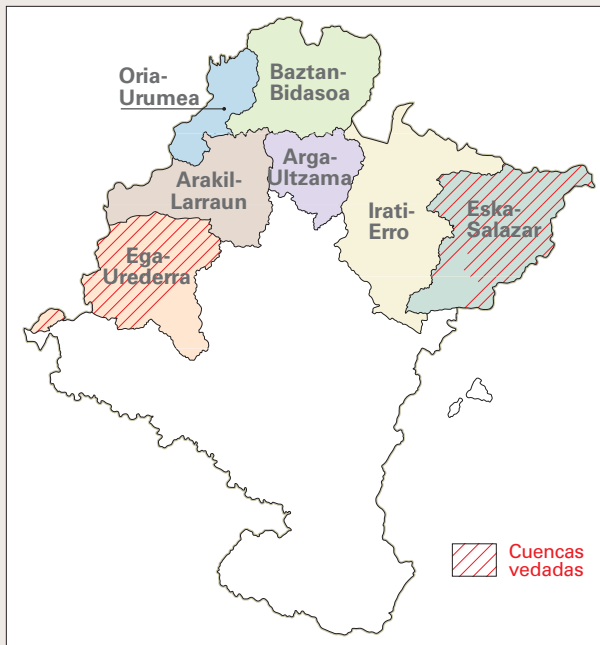 Oria-
Urumea
Baztan-
Bidasoa
Arga-
Ultzama
Arakil-
Larraun
Irati-
Erro
Eska-
Salazar
Ega-
Urederra
Cuencas
vedadas